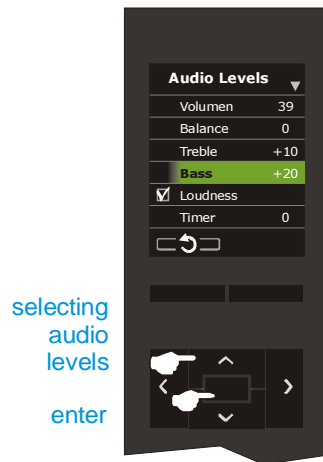 Audio Levels
Volumen 39
Balance 0
Treble +10
Bass +20
Loudness
Timer 0
selecting
audio
levels
enter